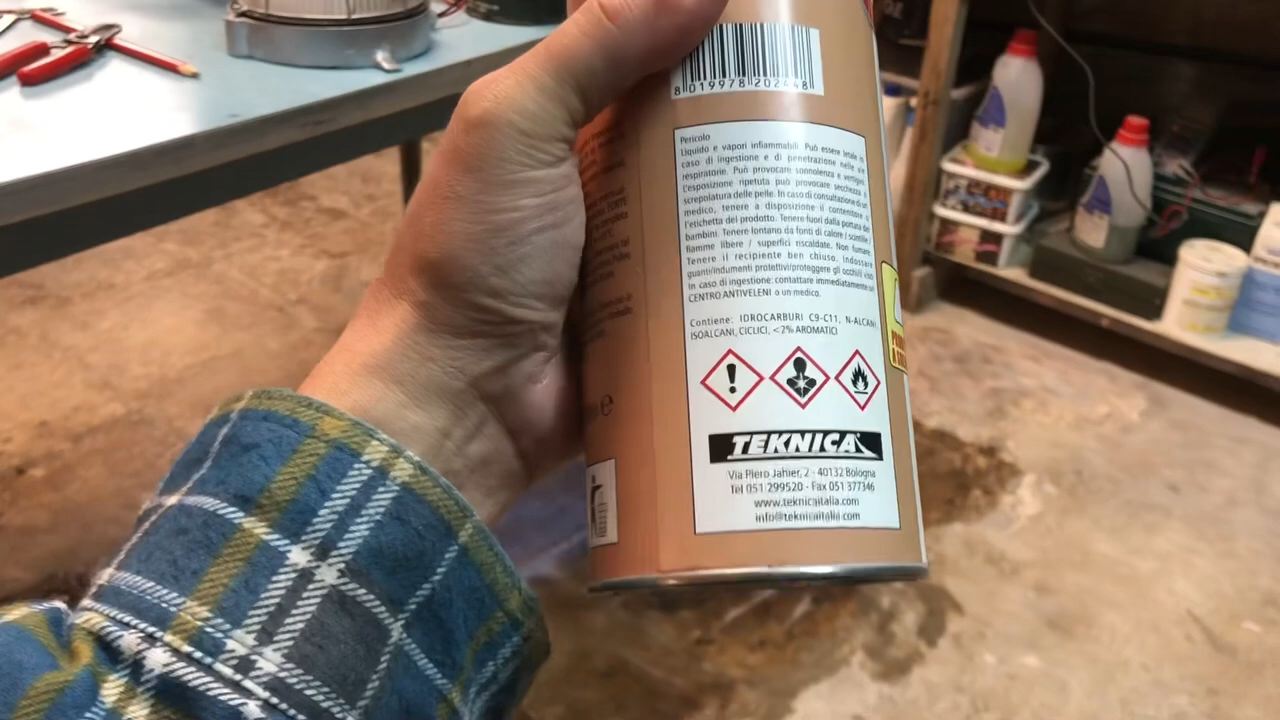 8 019978 202448
Pericolo
Liquido e vapori infiammabili. Può essere letale in
caso di ingestione e di penetrazione nelle vie
respiratorie. Può provocare sonnolenza e vertigini.
L'esposizione ripetuta può provocare secchezza e
screpolatura delle pelle. In caso di consultazione di un
medico, tenere a disposizione il contenitore o
l'etichetta del prodotto. Tenere fuori dalla portata dei
bambini. Tenere lontano da fonti di calore / scintille /
fiamme libere / superfici riscaldate. Non fumare.
Tenere il recipiente ben chiuso. Indossare
guanti/indumenti protettivi/proteggere gli occhi/il viso
In caso di ingestione: contattare immediatamente un
CENTRO ANTIVELENI o un medico.
Contiene: IDROCARBURI C9-C11, N-ALCANI,
ISOALCANI, CICLICI, <2% AROMATICI
TEKNICA
Via Piero Jahier, 2 - 40132 Bologna
Tel 051 299520 - Fax 051 377346
www.teknicaitalia.com
info@teknicaitalia.com
e